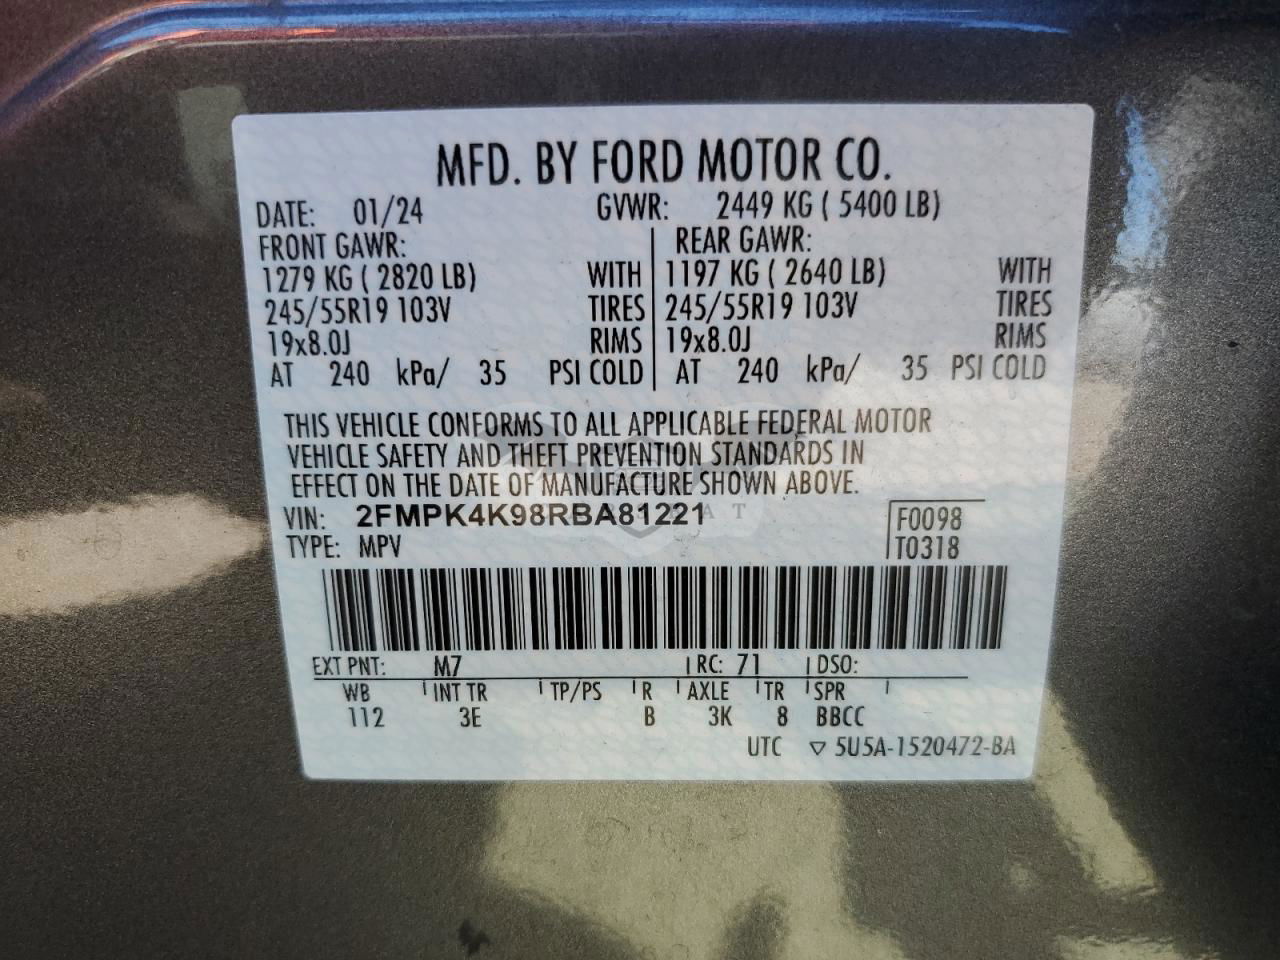 MFD. BY FORD MOTOR CO.
DATE: 01/24 GVWR: 2449 KG ( 5400 LB)
FRONT GAWR: REAR GAWR:
1279 KG ( 2820 LB) WITH 1197 KG ( 2640 LB) WITH
245/55R19 103V TIRES 245/55R19 103V TIRES
19x8.0J RIMS 19x8.0J RIMS
AT 240 kPa/ 35 PSI COLD AT 240 kPa/ 35 PSI COLD
THIS VEHICLE CONFORMS TO ALL APPLICABLE FEDERAL MOTOR
VEHICLE SAFETY AND THEFT PREVENTION STANDARDS IN
EFFECT ON THE DATE OF MANUFACTURE SHOWN ABOVE.
VIN: 2FMPK4K98RBA81221 F0098
TYPE: MPV T0318
EXT PNT: M7 RC: 71 DSO:
WB INT TR TP/PS R AXLE TR SPR
112 3E B 3K 8 BBCC
UTC ▽ 5U5A-1520472-BA